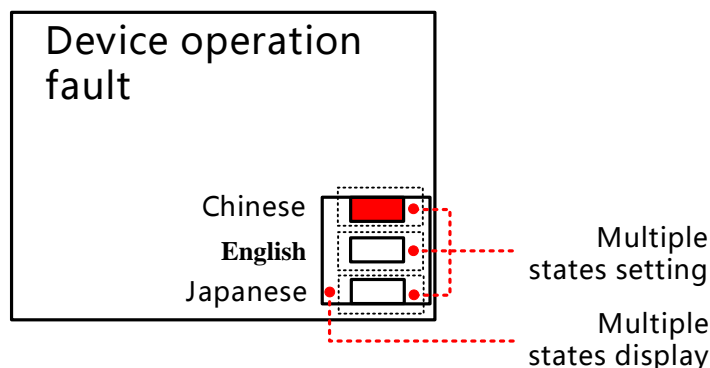 Device operation
fault
Chinese
English
Japanese
Multiple
states setting
Multiple
states display